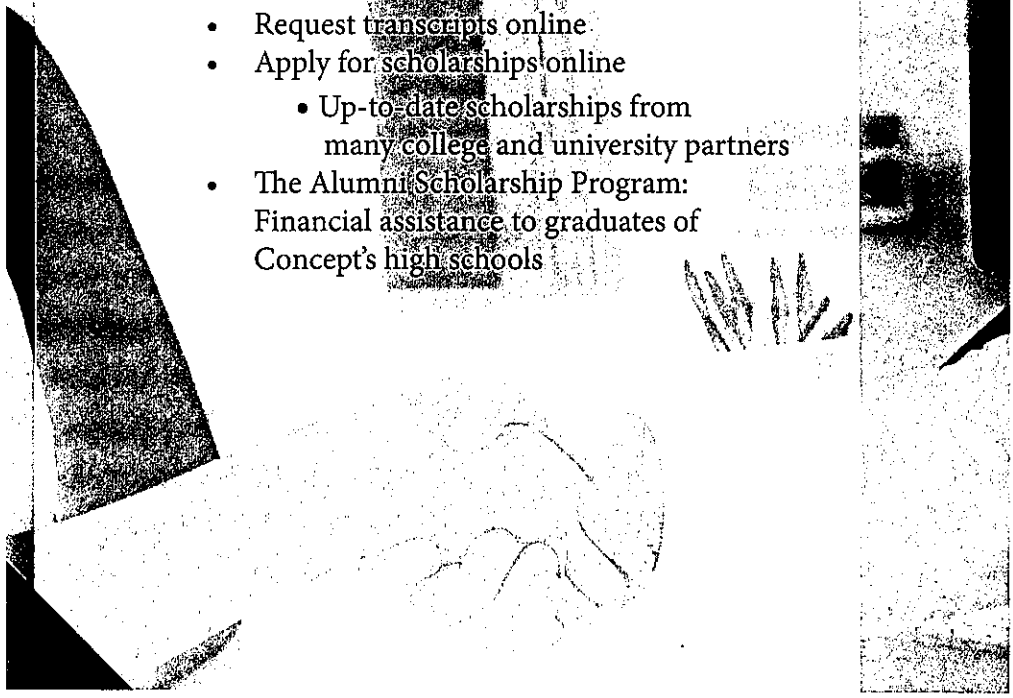 • Request transcripts online
• Apply for scholarships online
• Up-to-date scholarships from
many college and university partners
• The Alumni Scholarship Program:
Financial assistance to graduates of
Concept's high schools